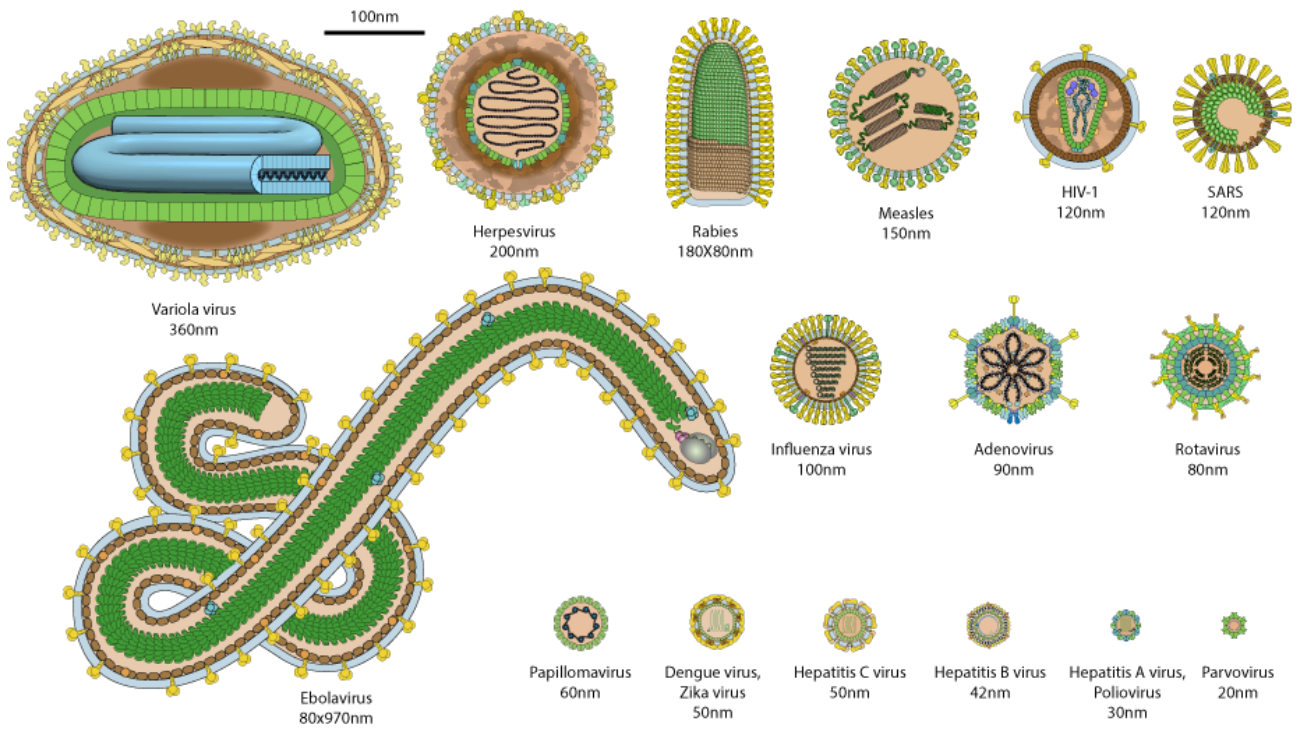 100nm
Herpesvirus
200nm
Rabies
180X80nm
Measles
150nm
HIV-1
120nm
SARS
120nm
Variola virus
360nm
Influenza virus
100nm
Adenovirus
90nm
Rotavirus
80nm
Ebolavirus
80x970nm
Papillomavirus
60nm
Dengue virus,
Zika virus
50nm
Hepatitis C virus
50nm
Hepatitis B virus
42nm
Hepatitis A virus,
Poliovirus
30nm
Parvovirus
20nm